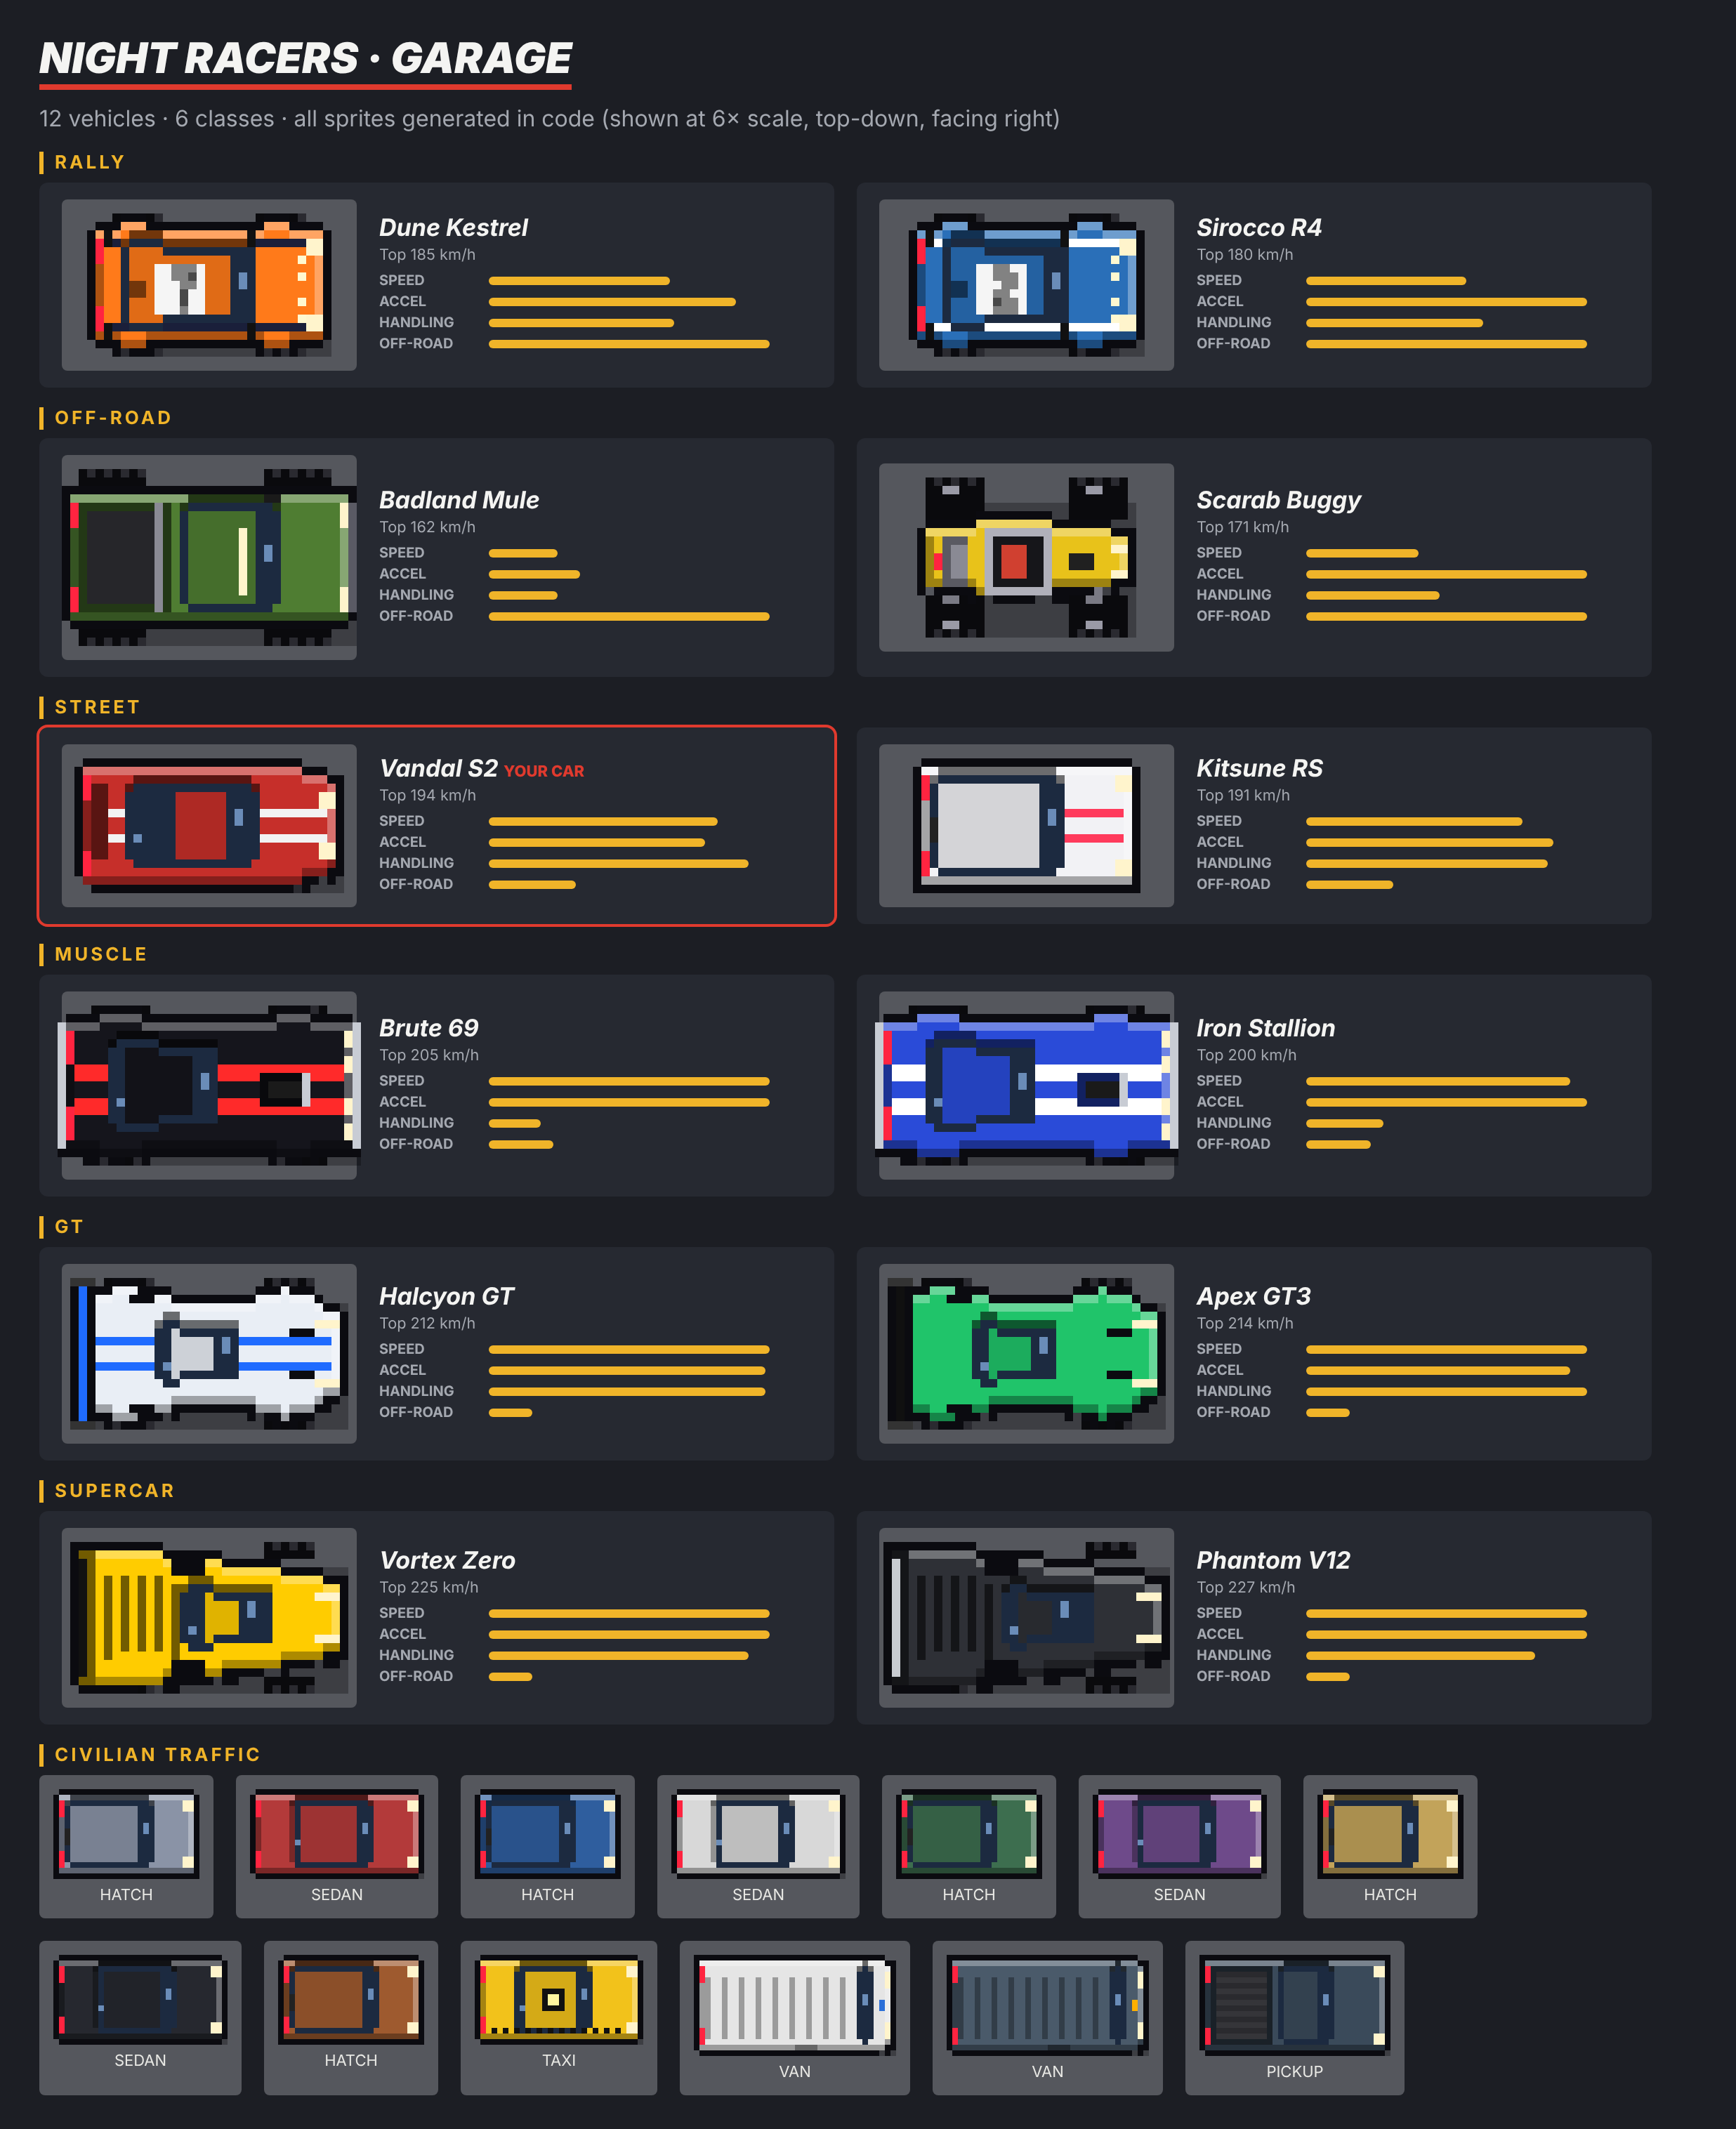 NIGHT RACERS · GARAGE
12 vehicles · 6 classes · all sprites generated in code (shown at 6× scale, top-down, facing right)
RALLY
Dune Kestrel
Top 185 km/h
SPEED
ACCEL
HANDLING
OFF-ROAD
Sirocco R4
Top 180 km/h
SPEED
ACCEL
HANDLING
OFF-ROAD
OFF-ROAD
Badland Mule
Top 162 km/h
SPEED
ACCEL
HANDLING
OFF-ROAD
Scarab Buggy
Top 171 km/h
SPEED
ACCEL
HANDLING
OFF-ROAD
STREET
Vandal S2 YOUR CAR
Top 194 km/h
SPEED
ACCEL
HANDLING
OFF-ROAD
Kitsune RS
Top 191 km/h
SPEED
ACCEL
HANDLING
OFF-ROAD
MUSCLE
Brute 69
Top 205 km/h
SPEED
ACCEL
HANDLING
OFF-ROAD
Iron Stallion
Top 200 km/h
SPEED
ACCEL
HANDLING
OFF-ROAD
GT
Halcyon GT
Top 212 km/h
SPEED
ACCEL
HANDLING
OFF-ROAD
Apex GT3
Top 214 km/h
SPEED
ACCEL
HANDLING
OFF-ROAD
SUPERCAR
Vortex Zero
Top 225 km/h
SPEED
ACCEL
HANDLING
OFF-ROAD
Phantom V12
Top 227 km/h
SPEED
ACCEL
HANDLING
OFF-ROAD
CIVILIAN TRAFFIC
HATCH
SEDAN
HATCH
SEDAN
HATCH
SEDAN
HATCH
SEDAN
HATCH
TAXI
VAN
VAN
PICKUP